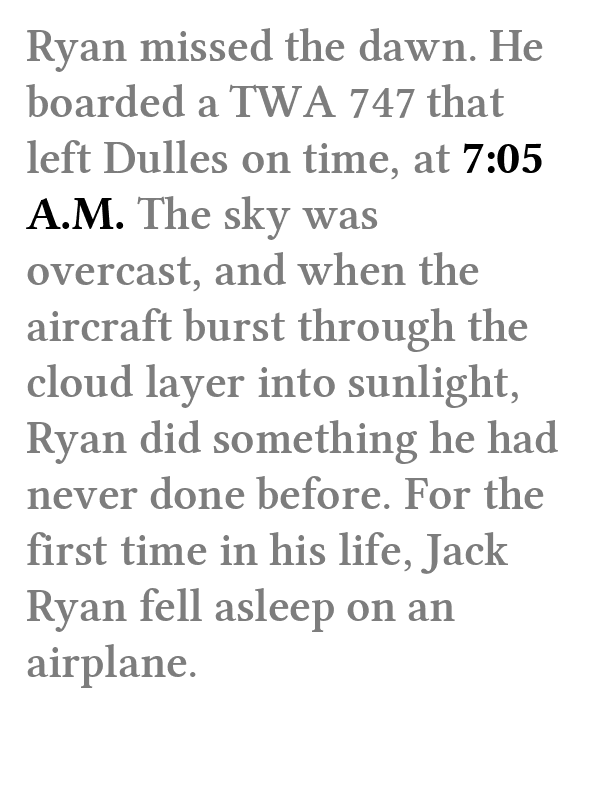 Ryan missed the dawn. He
boarded a TWA 747 that
left Dulles on time, at 7:05
A.M. The sky was
overcast, and when the
aircraft burst through the
cloud layer into sunlight,
Ryan did something he had
never done before. For the
first time in his life, Jack
Ryan fell asleep on an
airplane.